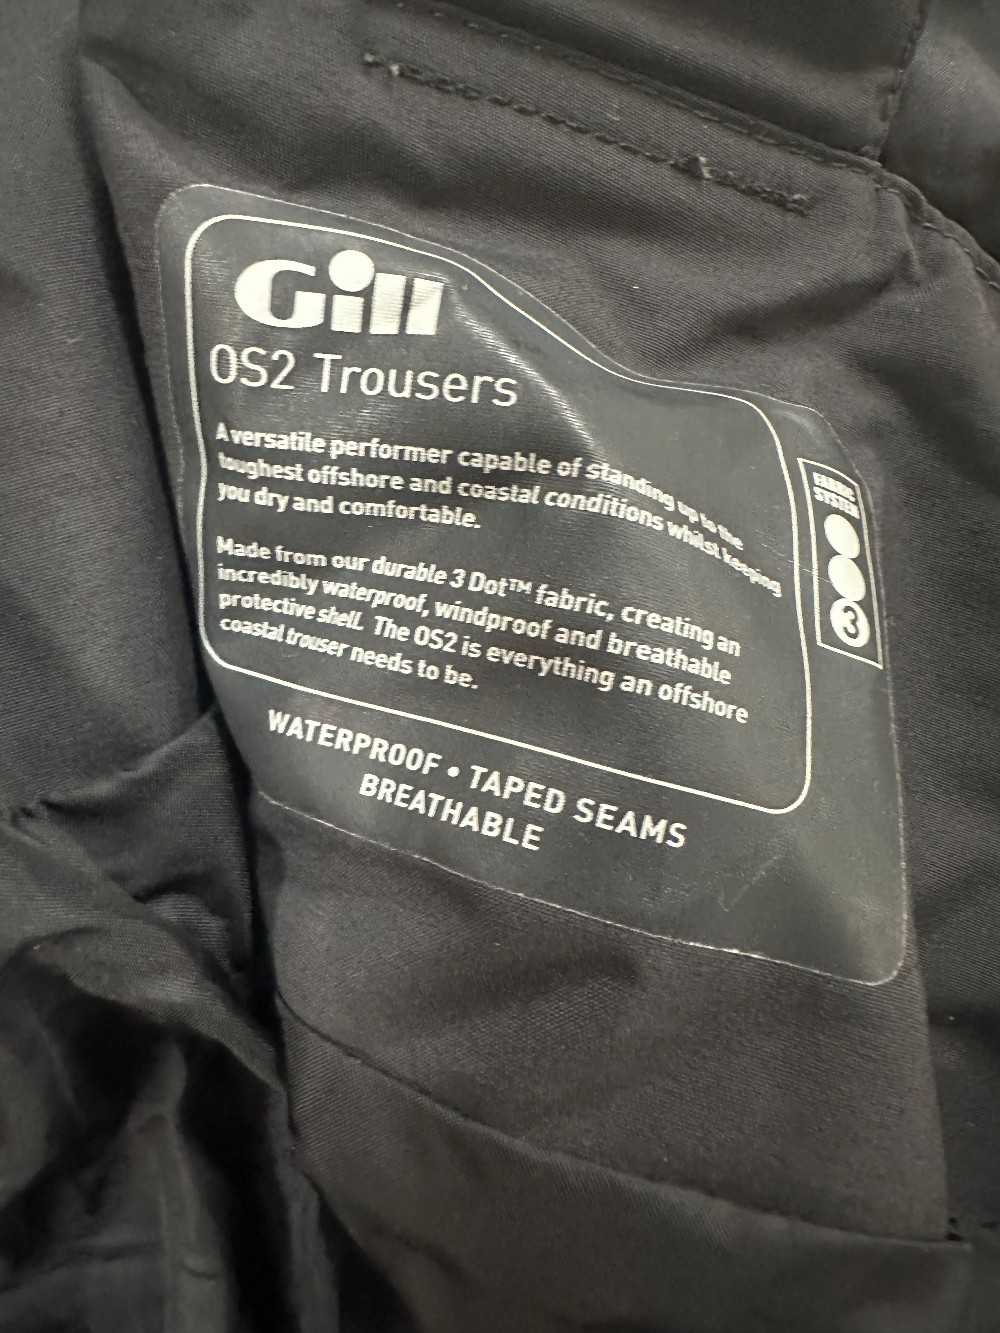 Gill
OS2 Trousers
A versatile performer capable of standing up to the
toughest offshore and coastal conditions whilst keeping
you dry and comfortable.
Made from our durable 3 Dot™ fabric, creating an
incredibly waterproof, windproof and breathable
protective shell. The OS2 is everything an offshore
coastal trouser needs to be.
WATERPROOF • TAPED SEAMS
BREATHABLE
FABRIC
SYSTEM
3